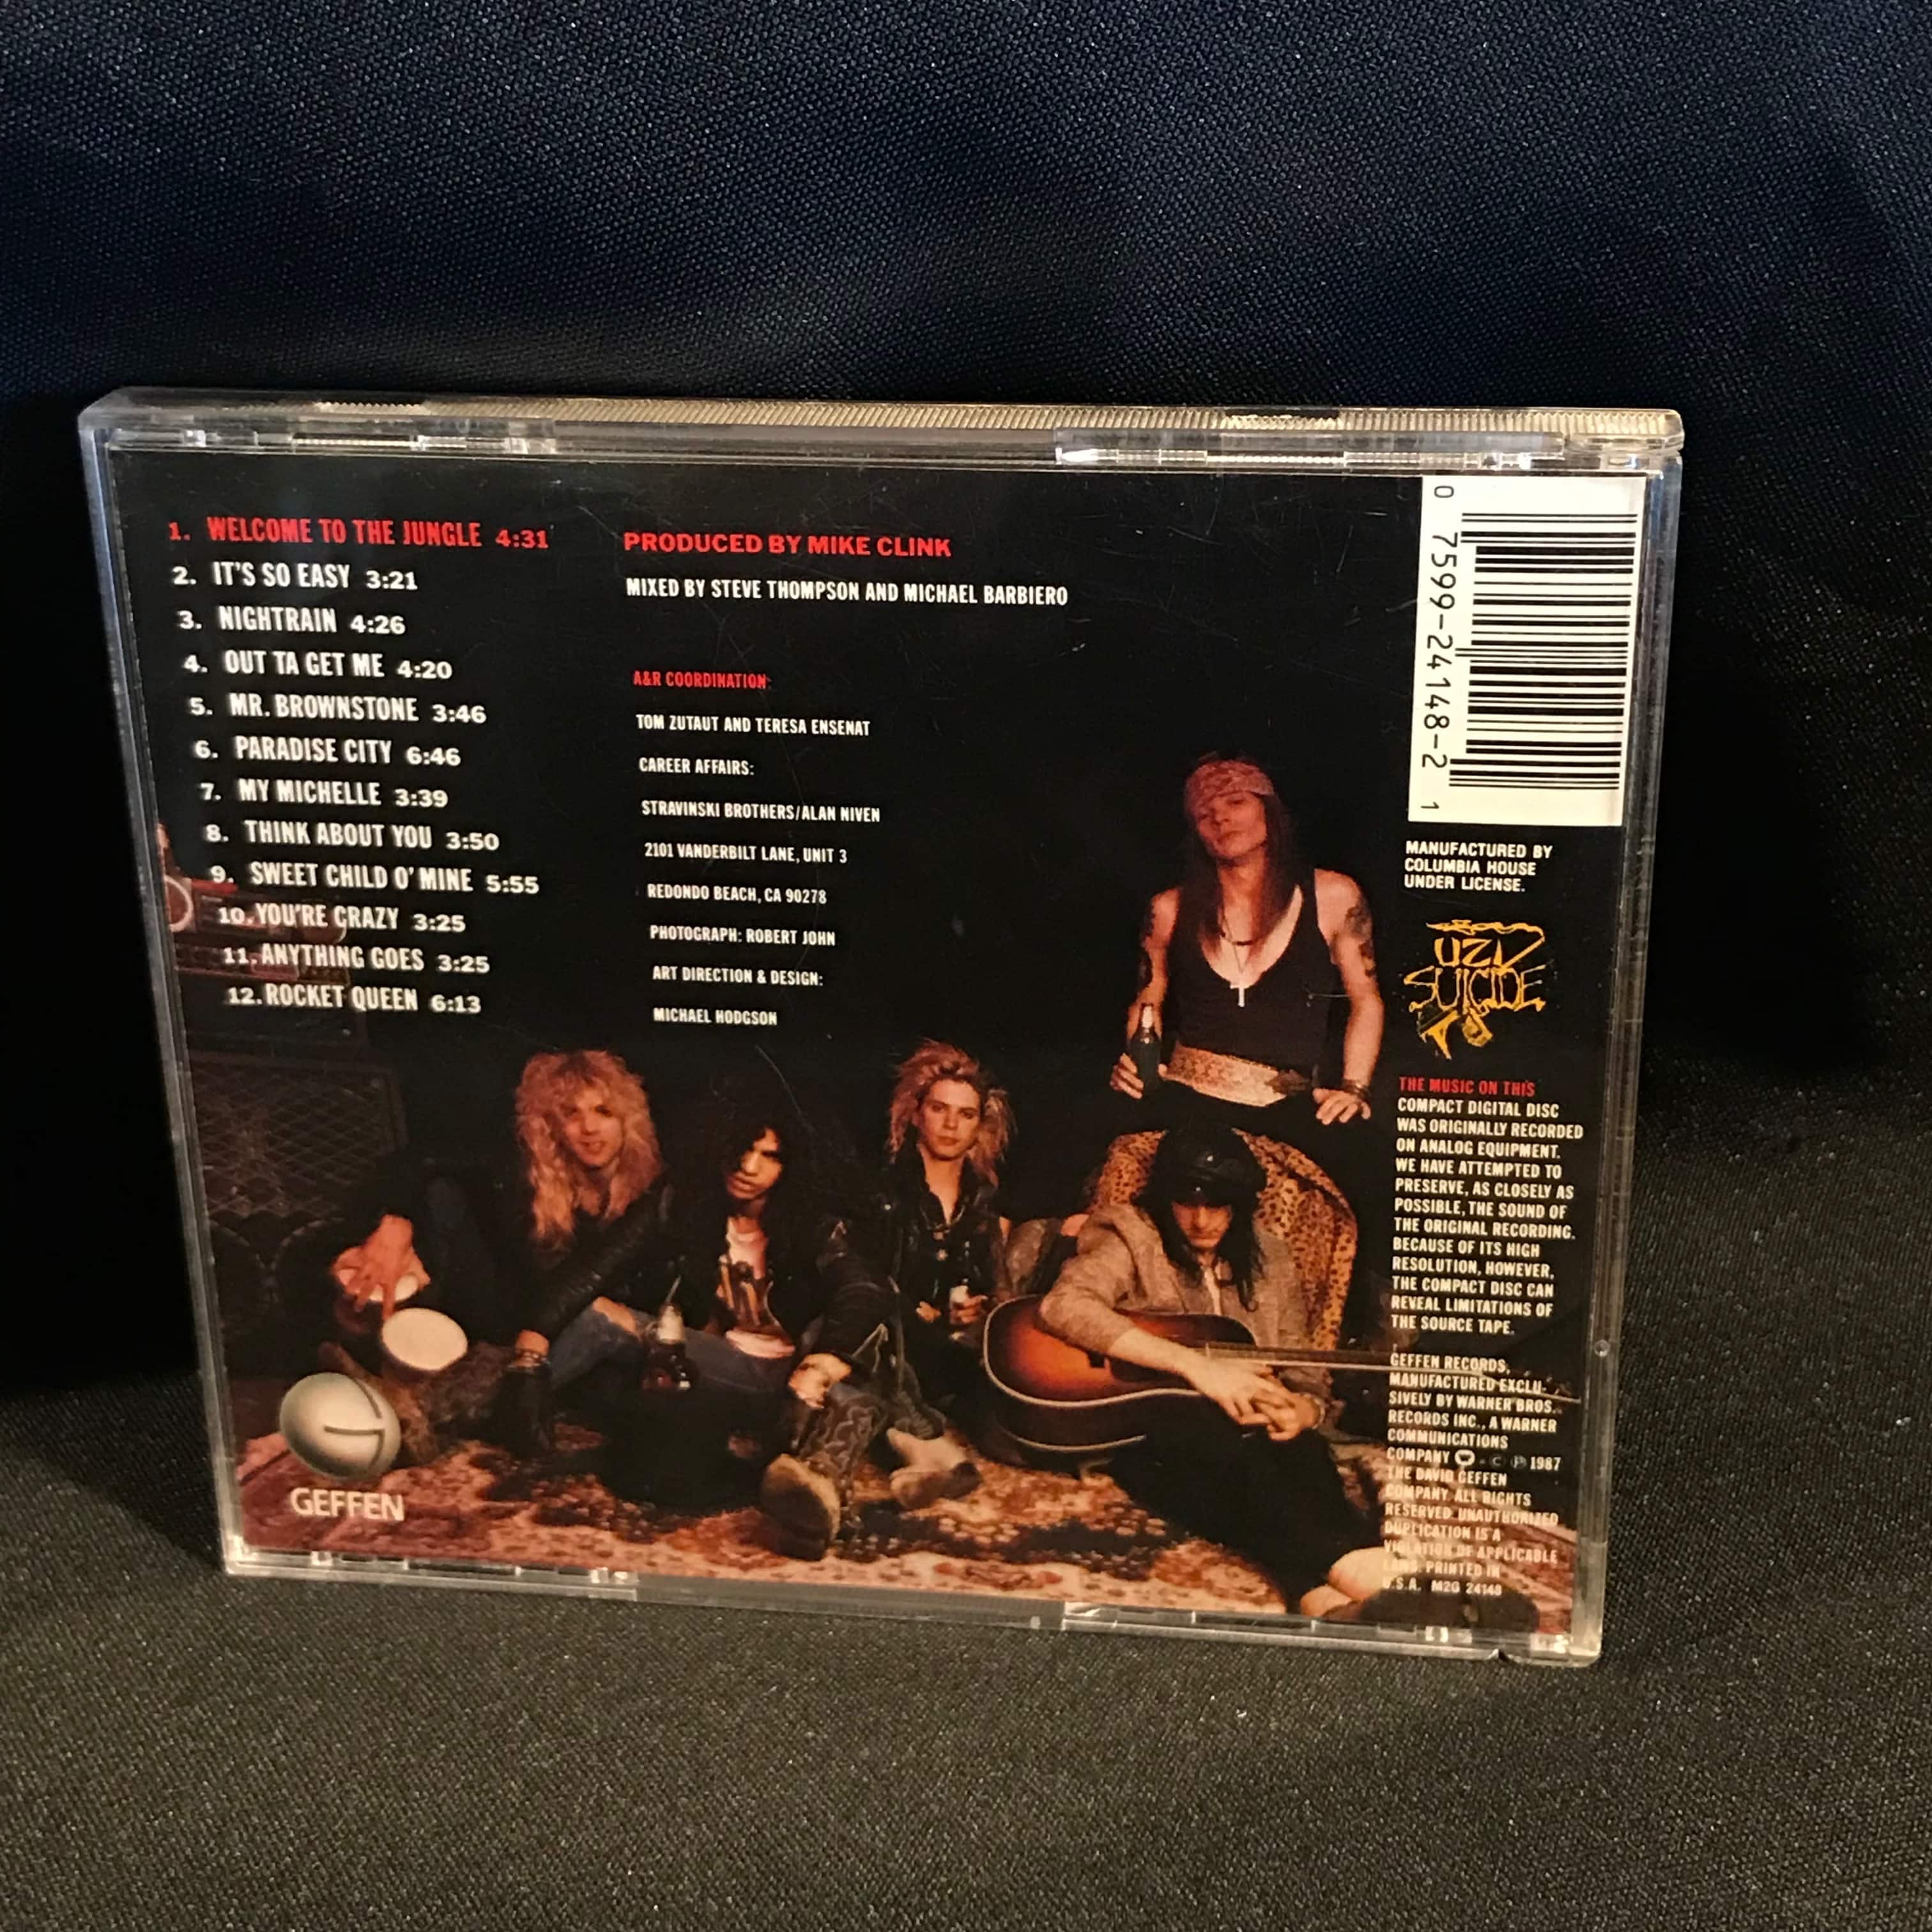 1. WELCOME TO THE JUNGLE 4:31
2. IT'S SO EASY 3:21
3. NIGHTRAIN 4:26
4. OUT TA GET ME 4:20
5. MR. BROWNSTONE 3:46
6. PARADISE CITY 6:46
7. MY MICHELLE 3:39
8. THINK ABOUT YOU 3:50
9. SWEET CHILD O' MINE 5:55
10. YOU'RE CRAZY 3:25
11. ANYTHING GOES 3:25
12. ROCKET QUEEN 6:13
PRODUCED BY MIKE CLINK
MIXED BY STEVE THOMPSON AND MICHAEL BARBIERO
A&R COORDINATION:
TOM ZUTAUT AND TERESA ENSENAT
CAREER AFFAIRS:
STRAVINSKI BROTHERS/ALAN NIVEN
2101 VANDERBILT LANE, UNIT 3
REDONDO BEACH, CA 90278
PHOTOGRAPH: ROBERT JOHN
ART DIRECTION & DESIGN:
MICHAEL HODGSON
0 7599-24148-2 1
MANUFACTURED BY
COLUMBIA HOUSE
UNDER LICENSE.
UZI
SUICIDE
THE MUSIC ON THIS
COMPACT DIGITAL DISC
WAS ORIGINALLY RECORDED
ON ANALOG EQUIPMENT.
WE HAVE ATTEMPTED TO
PRESERVE, AS CLOSELY AS
POSSIBLE, THE SOUND OF
THE ORIGINAL RECORDING.
BECAUSE OF ITS HIGH
RESOLUTION, HOWEVER,
THE COMPACT DISC CAN
REVEAL LIMITATIONS OF
THE SOURCE TAPE.
GEFFEN RECORDS,
MANUFACTURED EXCLU-
SIVELY BY WARNER BROS.
RECORDS INC., A WARNER
COMMUNICATIONS
COMPANY - © ℗ 1987
THE DAVID GEFFEN
COMPANY. ALL RIGHTS
RESERVED. UNAUTHORIZED
DUPLICATION IS A
VIOLATION OF APPLICABLE
LAWS. PRINTED IN
U.S.A. M2G 24148
GEFFEN